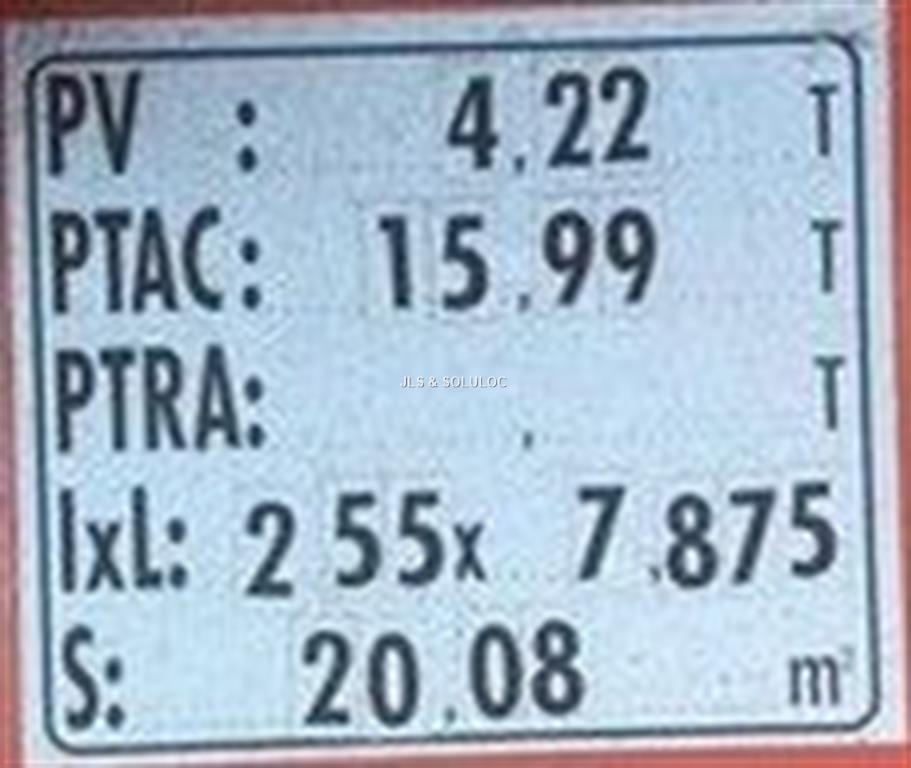 PV : 4.22 T
PTAC: 15.99 T
PTRA: . T
JLS & SOLULOC
lxL: 2 55x 7.875
S: 20.08 m²